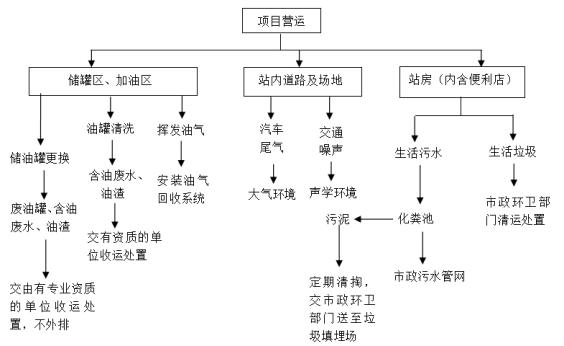 项目营运
储罐区、加油区
站内道路及场地
站房（内含便利店）
储油罐更换
油罐清洗
挥发油气
汽车
尾气
交通
噪声
生活污水
生活垃圾
废油罐、含油
废水、油渣
含油废水、
油渣
安装油气
回收系统
大气环境
声学环境
污泥
化粪池
市政环卫部
门清运处置
交由有专业资质
的单位收运处
置，不外排
交有资质的单
位收运处置
定期清掏，
交市政环卫
部门送至垃
圾填埋场
市政污水管网